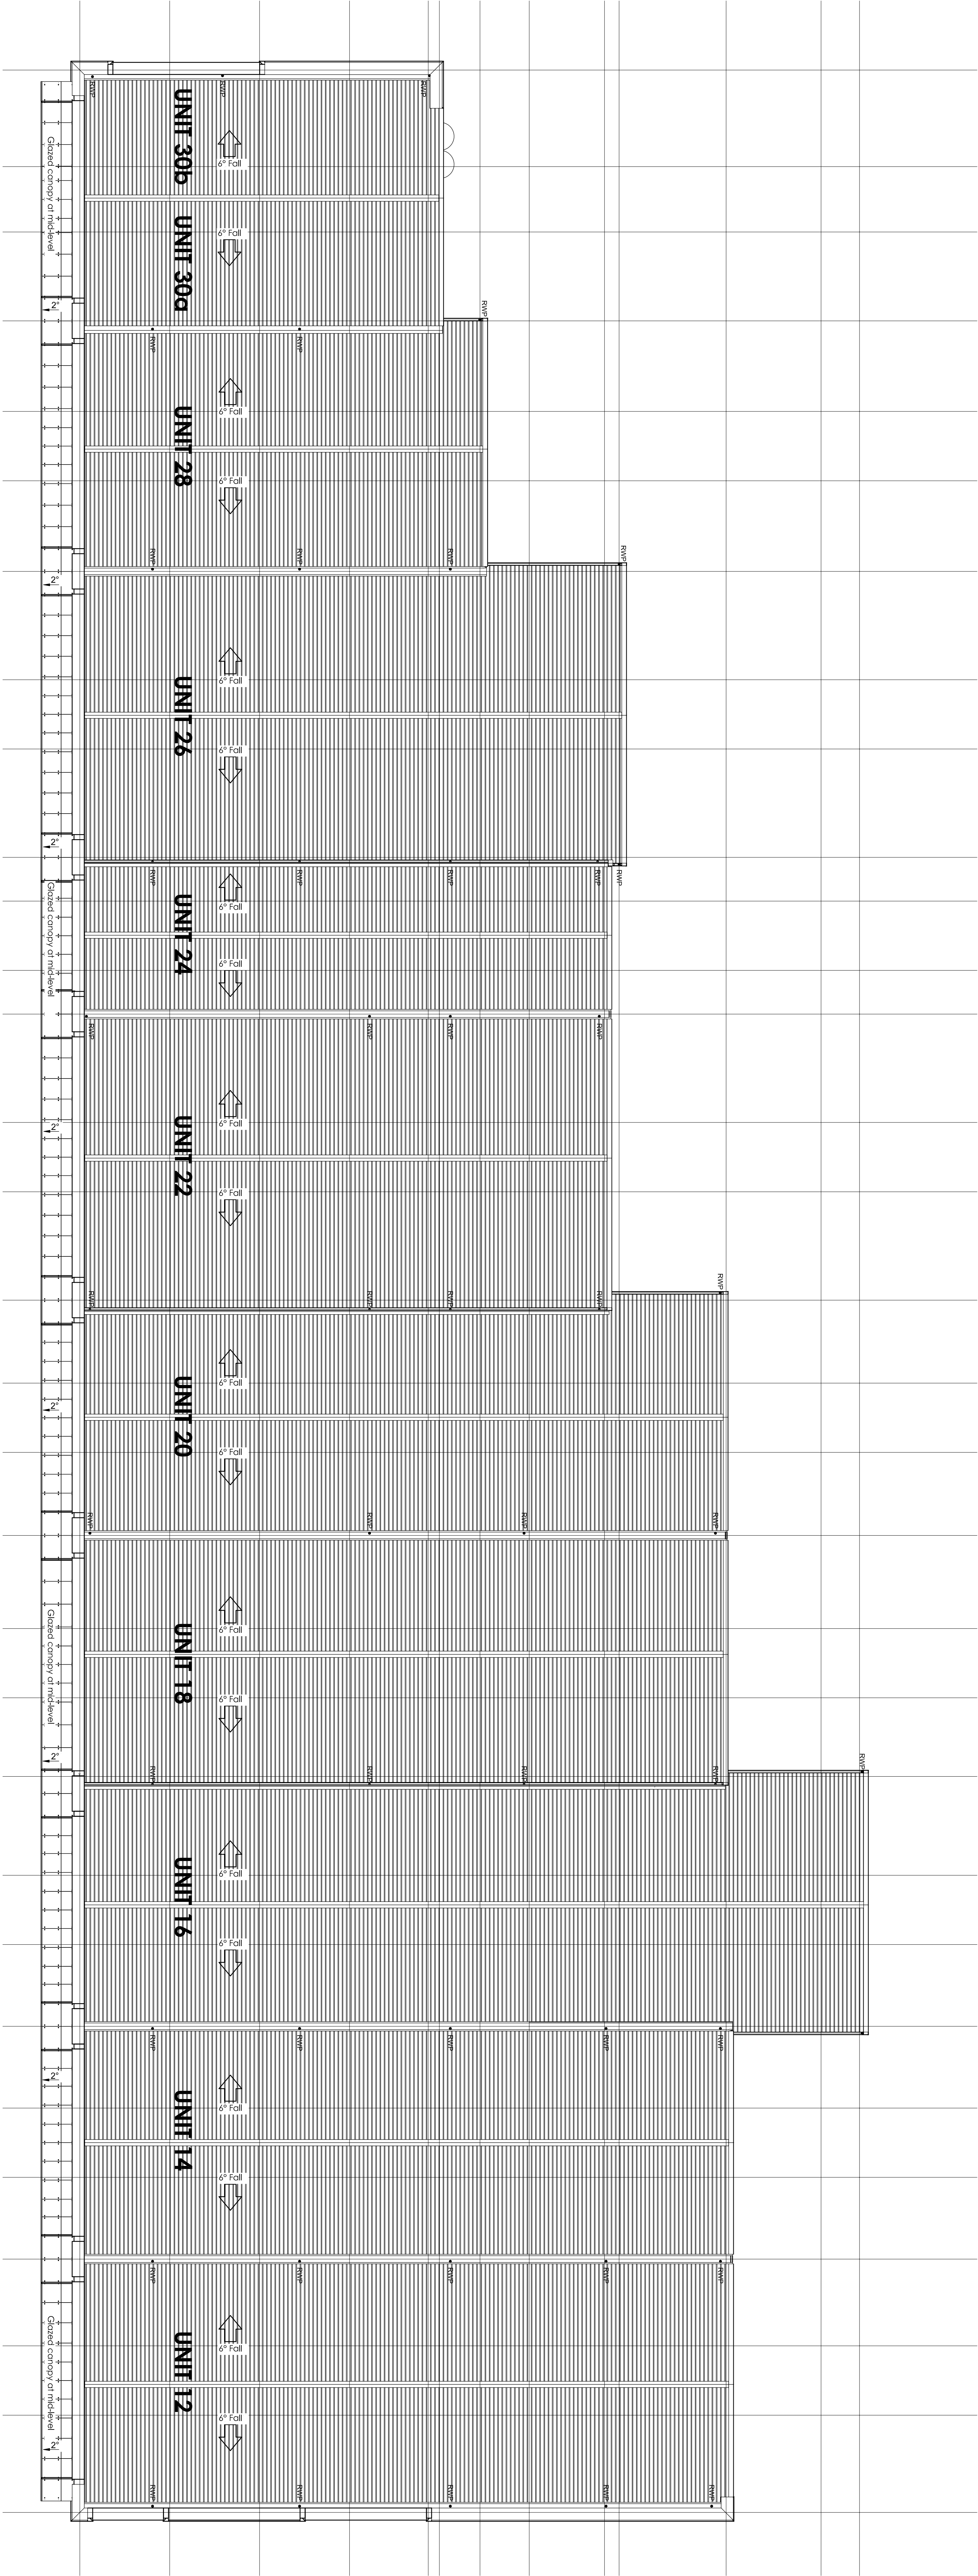 RWP
RWP
RWP
UNIT 30b
6° Fall
Glazed canopy at mid-level
UNIT 30a
6° Fall
2°
RWP
RWP
RWP
UNIT 28
6° Fall
6° Fall
RWP
RWP
RWP
RWP
2°
UNIT 26
6° Fall
6° Fall
2°
RWP
RWP
RWP
RWP
RWP
Glazed canopy at mid-level
UNIT 24
6° Fall
6° Fall
RWP
RWP
RWP
RWP
2°
UNIT 22
6° Fall
6° Fall
RWP
RWP
RWP
RWP
RWP
UNIT 20
6° Fall
2°
6° Fall
RWP
RWP
RWP
RWP
Glazed canopy at mid-level
UNIT 18
6° Fall
6° Fall
2°
RWP
RWP
RWP
RWP
RWP
UNIT 16
6° Fall
6° Fall
RWP
RWP
RWP
RWP
RWP
2°
UNIT 14
6° Fall
6° Fall
RWP
RWP
RWP
RWP
RWP
Glazed canopy at mid-level
UNIT 12
6° Fall
6° Fall
2°
RWP
RWP
RWP
RWP
RWP